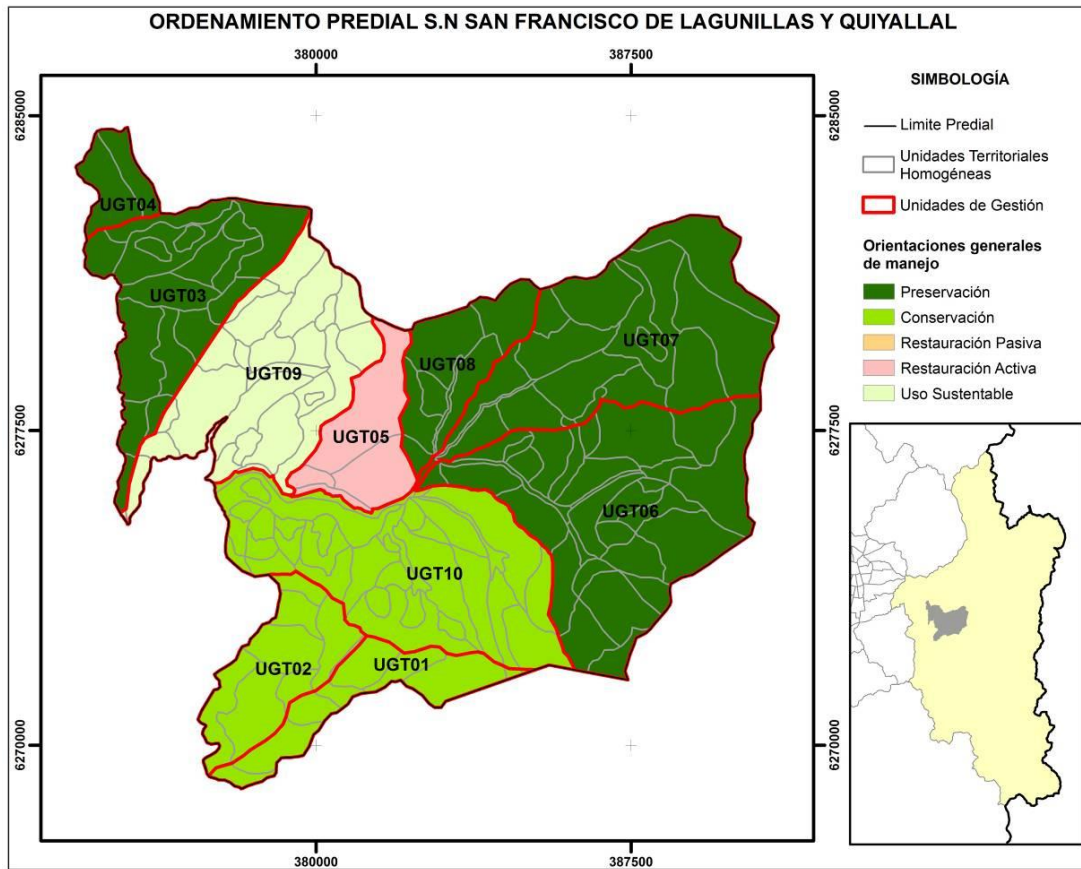 ORDENAMIENTO PREDIAL S.N SAN FRANCISCO DE LAGUNILLAS Y QUIYALLAL
380000
387500
6285000
6285000
6277500
6277500
6270000
6270000
380000
387500
UGT04
UGT03
UGT09
UGT05
UGT08
UGT07
UGT06
UGT10
UGT02
UGT01
SIMBOLOGÍA
Limite Predial
Unidades Territoriales
Homogéneas
Unidades de Gestión
Orientaciones generales
de manejo
Preservación
Conservación
Restauración Pasiva
Restauración Activa
Uso Sustentable